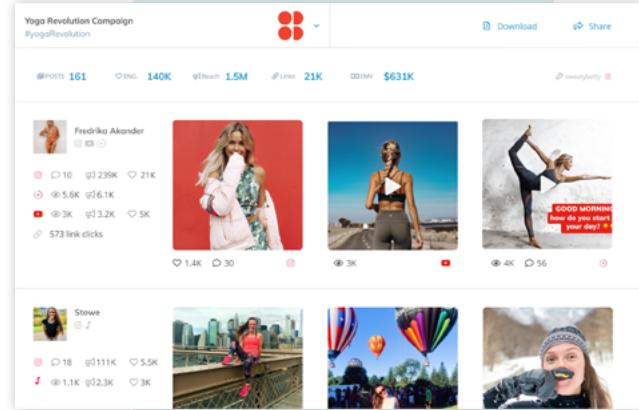 Yoga Revolution Campaign
#yogaRevolution
Download
Share
POSTS 161
ENG. 140K
Reach 1.5M
Links 21K
EMV $631K
sweatybetty
Fredrika Akander
10 239K 21K
5.6K 6.1K
3K 3.2K 5K
573 link clicks
1.4K 30
3K
GOOD MORNING
how do you start
your day?
4K 56
Stowe
18 111K 5.5K
1.1K 2.3K 3K